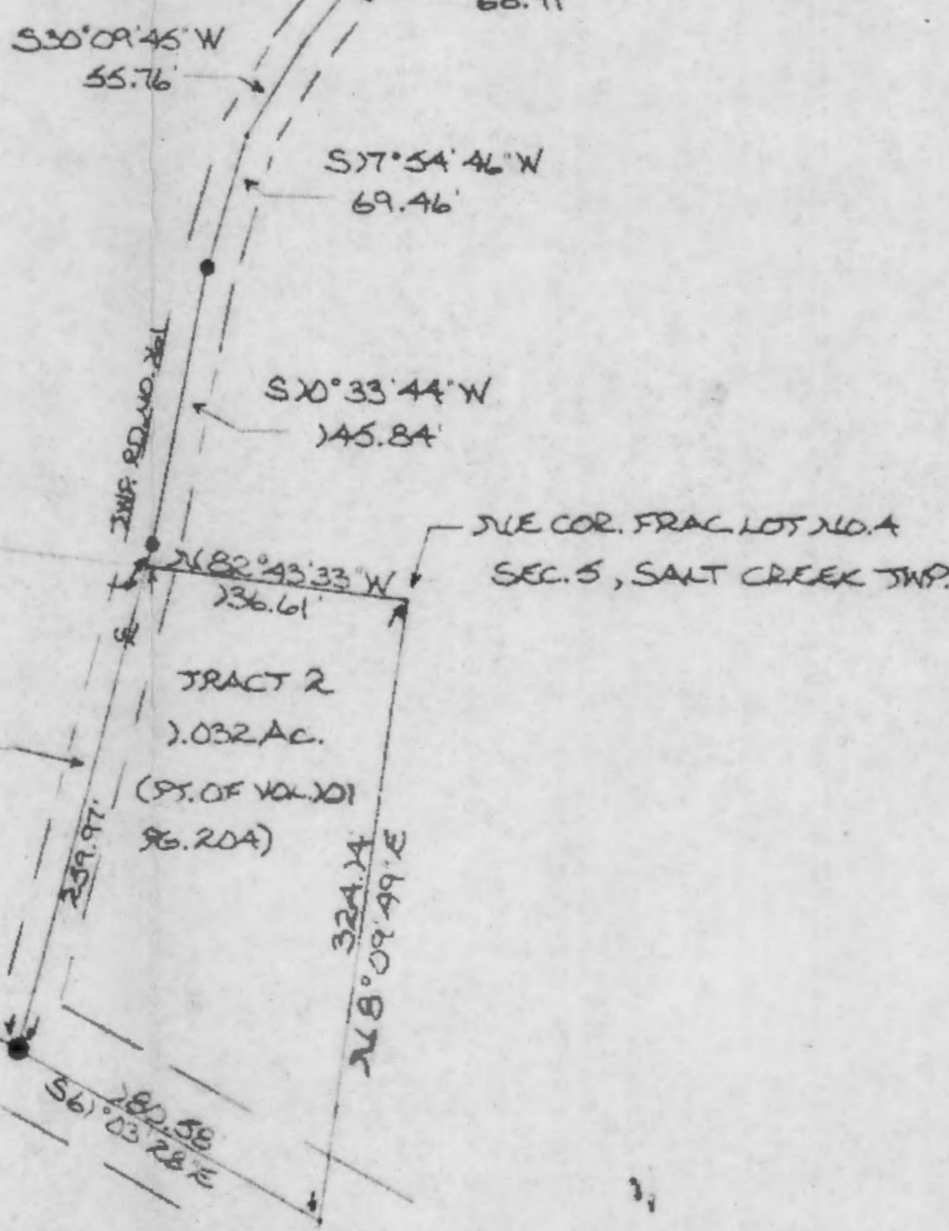 S30°09'45"W
55.76'
S17°54'46"W
69.46'
S10°33'44"W
145.84'
TWP. RD. NO.
NE COR. FRAC LOT NO.4
SEC.5, SALT CREEK TWP.
N82°43'33"W
136.61'
TRACT 2
1.032 AC.
(PT. OF VOL.101
PG. 204)
259.97'
324.14'
N8°09'49"E
180.58
S61°03'28"E